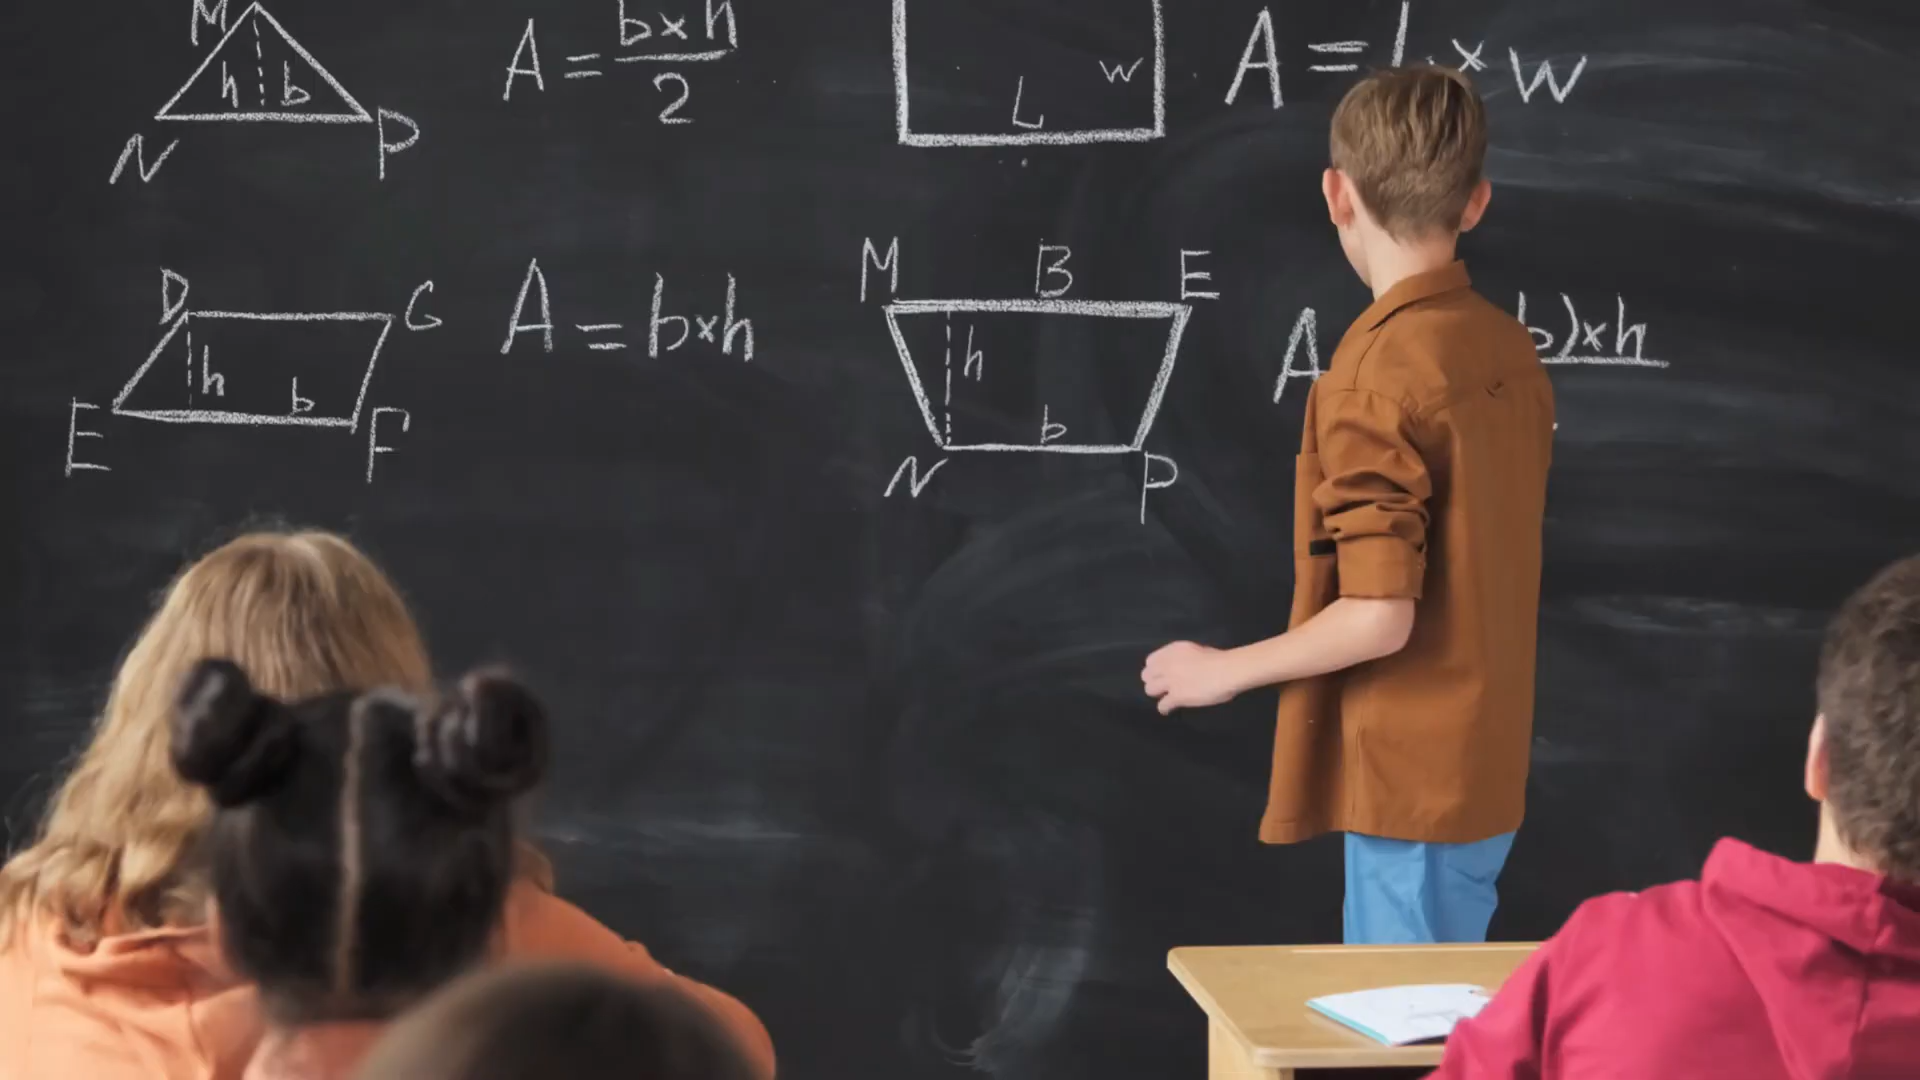 M
h b
N P
A = b×h/2
L w
A = L × w
D G
h b
E F
A = b×h
M B E
h
b
N P
A b)×h